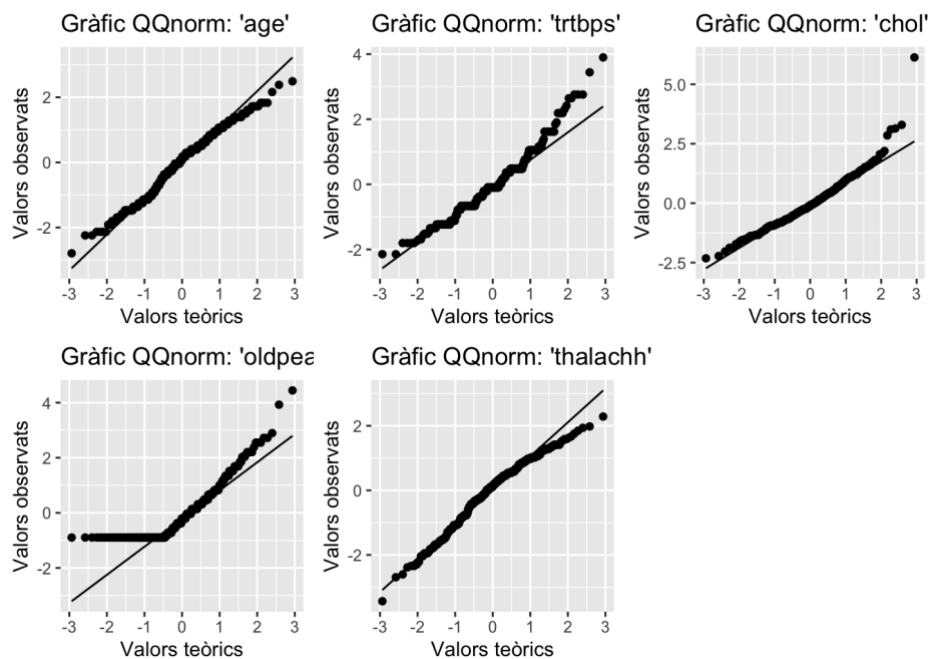 Gràfic QQnorm: 'age'
Gràfic QQnorm: 'trtbps'
Gràfic QQnorm: 'chol'
2
0
-2
4
2
0
-2
5.0
2.5
0.0
-2.5
Valors observats
Valors observats
Valors observats
-3 -2 -1 0 1 2 3
-3 -2 -1 0 1 2 3
-3 -2 -1 0 1 2 3
Valors teòrics
Valors teòrics
Valors teòrics
Gràfic QQnorm: 'oldpea
Gràfic QQnorm: 'thalachh'
4
2
0
-2
2
0
-2
Valors observats
Valors observats
-3 -2 -1 0 1 2 3
-3 -2 -1 0 1 2 3
Valors teòrics
Valors teòrics